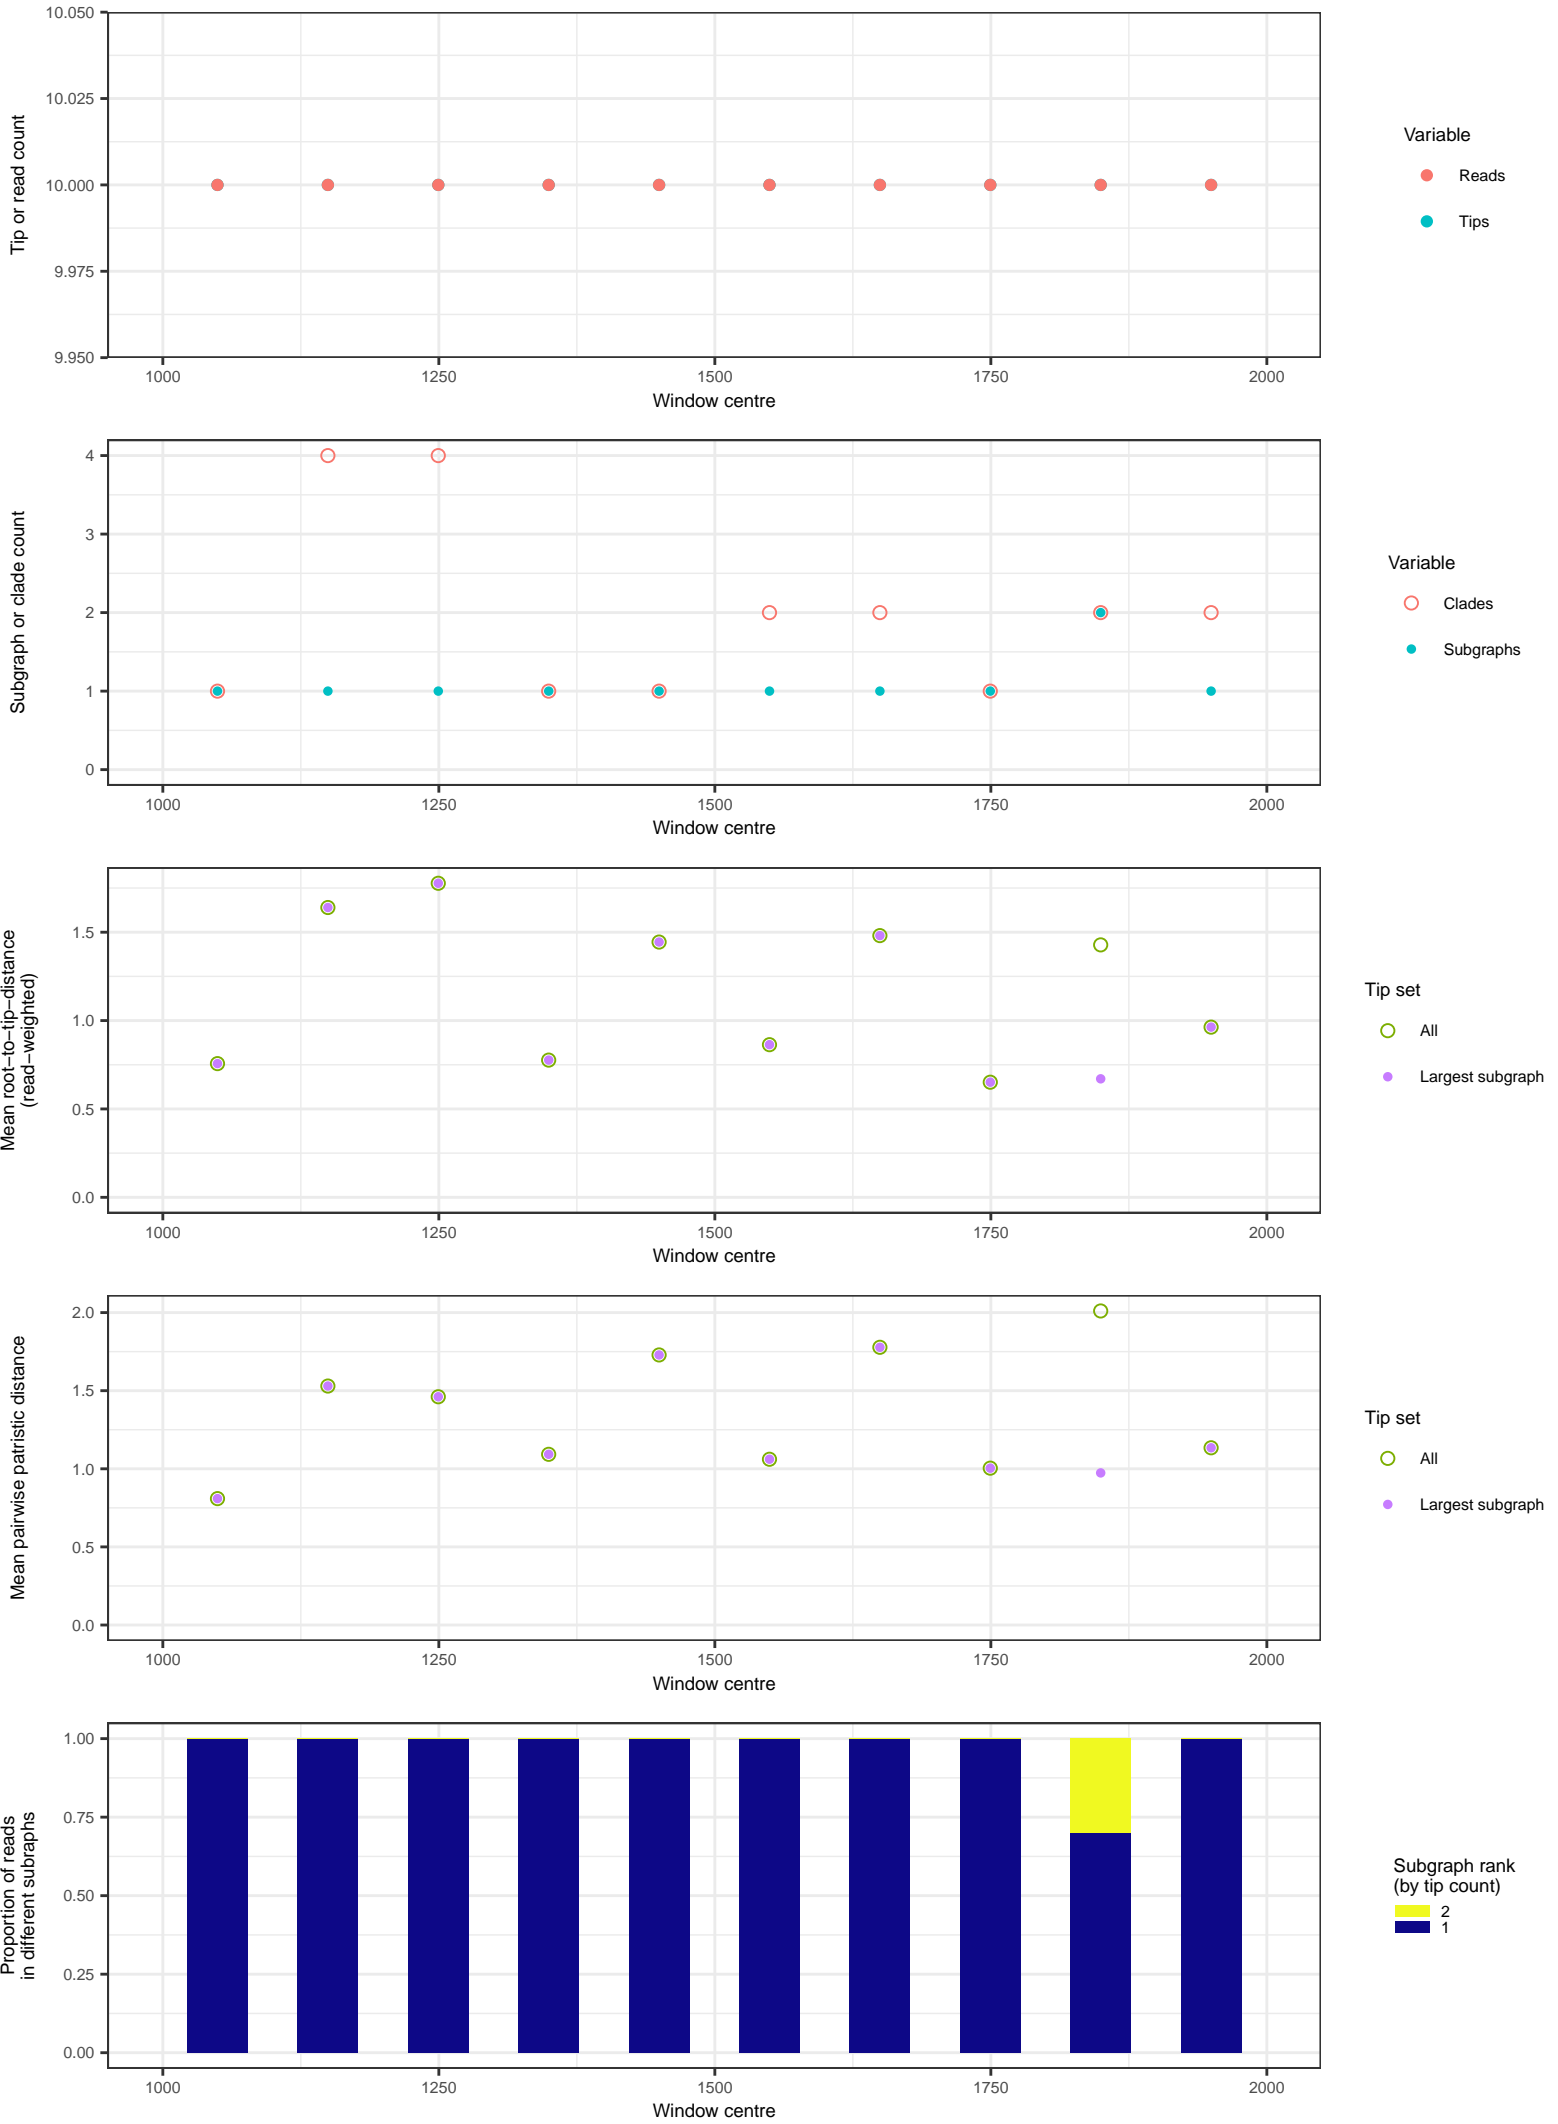 10.050
10.025
10.000
9.975
9.950
Tip or read count
1000
1250
1500
1750
2000
Window centre
Variable
Reads
Tips
4
3
2
1
0
Subgraph or clade count
1000
1250
1500
1750
2000
Window centre
Variable
Clades
Subgraphs
1.5
1.0
0.5
0.0
Mean root−to−tip−distance
(read−weighted)
1000
1250
1500
1750
2000
Window centre
Tip set
All
Largest subgraph
2.0
1.5
1.0
0.5
0.0
Mean pairwise patristic distance
1000
1250
1500
1750
2000
Window centre
Tip set
All
Largest subgraph
1.00
0.75
0.50
0.25
0.00
Proportion of reads
in different subraphs
1000
1250
1500
1750
2000
Window centre
Subgraph rank
(by tip count)
2
1